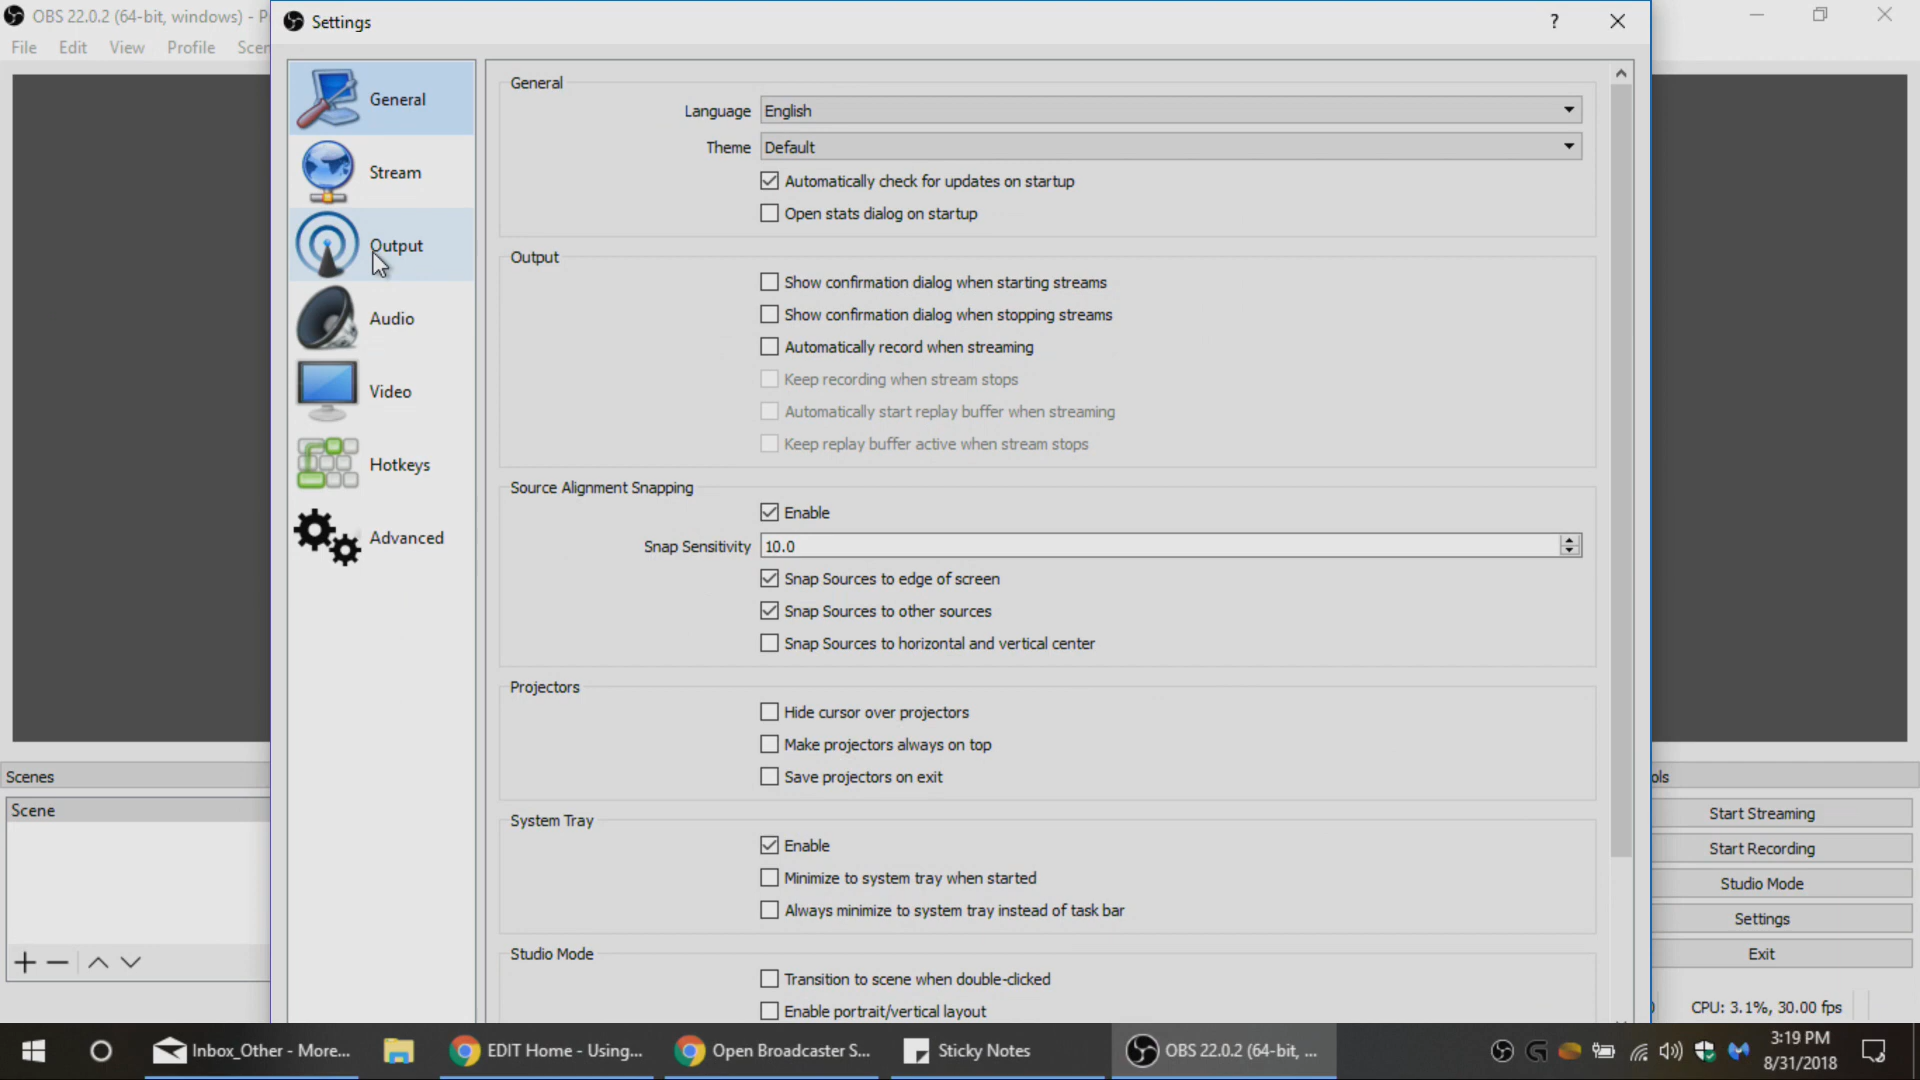 OBS 22.0.2 (64-bit, windows) - P
File Edit View Profile Scen
Settings
?
General
Stream
Output
Audio
Video
Hotkeys
Advanced
General
Language English
Theme Default
Automatically check for updates on startup
Open stats dialog on startup
Output
Show confirmation dialog when starting streams
Show confirmation dialog when stopping streams
Automatically record when streaming
Keep recording when stream stops
Automatically start replay buffer when streaming
Keep replay buffer active when stream stops
Source Alignment Snapping
Enable
Snap Sensitivity 10.0
Snap Sources to edge of screen
Snap Sources to other sources
Snap Sources to horizontal and vertical center
Projectors
Hide cursor over projectors
Make projectors always on top
Save projectors on exit
System Tray
Enable
Minimize to system tray when started
Always minimize to system tray instead of task bar
Studio Mode
Transition to scene when double-clicked
Enable portrait/vertical layout
Scenes
Scene
ols
Start Streaming
Start Recording
Studio Mode
Settings
Exit
CPU: 3.1%, 30.00 fps
Inbox_Other - More...
EDIT Home - Using...
Open Broadcaster S...
Sticky Notes
OBS 22.0.2 (64-bit, ...
3:19 PM
8/31/2018